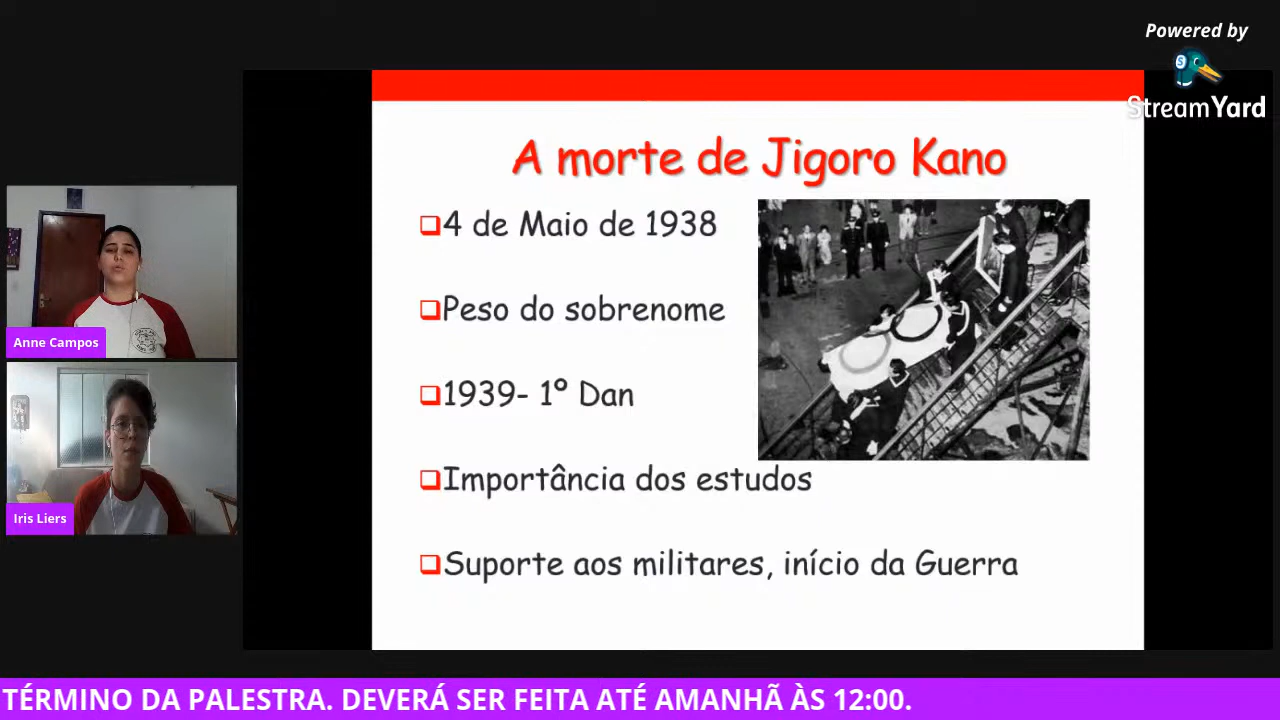 Powered by
StreamYard
A morte de Jigoro Kano
4 de Maio de 1938
Peso do sobrenome
1939- 1º Dan
Importância dos estudos
Suporte aos militares, início da Guerra
Anne Campos
Iris Liers
TÉRMINO DA PALESTRA. DEVERÁ SER FEITA ATÉ AMANHÃ ÀS 12:00.